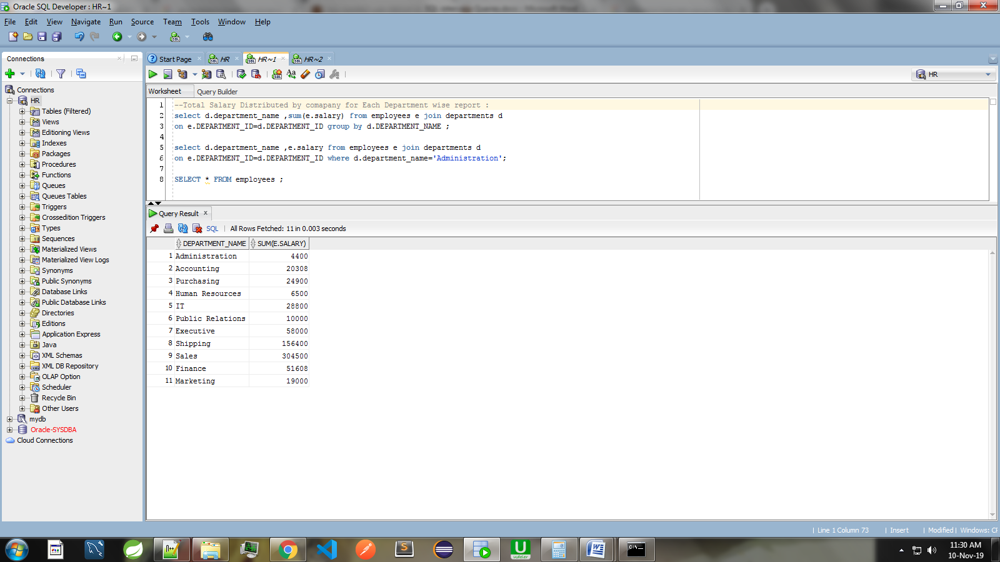 Oracle SQL Developer : HR~1
File Edit View Navigate Run Source Team Tools Window Help
Connections
Start Page HR HR~1 HR~2
HR
Worksheet Query Builder
Connections
HR
Tables (Filtered)
Views
Editioning Views
Indexes
Packages
Procedures
Functions
Queues
Queues Tables
Triggers
Crossedition Triggers
Types
Sequences
Materialized Views
Materialized View Logs
Synonyms
Public Synonyms
Database Links
Public Database Links
Directories
Editions
Application Express
Java
XML Schemas
XML DB Repository
OLAP Option
Scheduler
Recycle Bin
Other Users
mydb
Oracle-SYSDBA
Cloud Connections
1 --Total Salary Distributed by comapany for Each Department wise report :
2 select d.department_name ,sum(e.salary) from employees e join departments d
3 on e.DEPARTMENT_ID=d.DEPARTMENT_ID group by d.DEPARTMENT_NAME ;
4
5 select d.department_name ,e.salary from employees e join departments d
6 on e.DEPARTMENT_ID=d.DEPARTMENT_ID where d.department_name='Administration';
7
8 SELECT * FROM employees ;
Query Result
SQL | All Rows Fetched: 11 in 0.003 seconds
DEPARTMENT_NAME SUM(E.SALARY)
1 Administration 4400
2 Accounting 20308
3 Purchasing 24900
4 Human Resources 6500
5 IT 28800
6 Public Relations 10000
7 Executive 58000
8 Shipping 156400
9 Sales 304500
10 Finance 51608
11 Marketing 19000
| Line 1 Column 73 | Insert | Modified | Windows: CF
11:30 AM
10-Nov-19